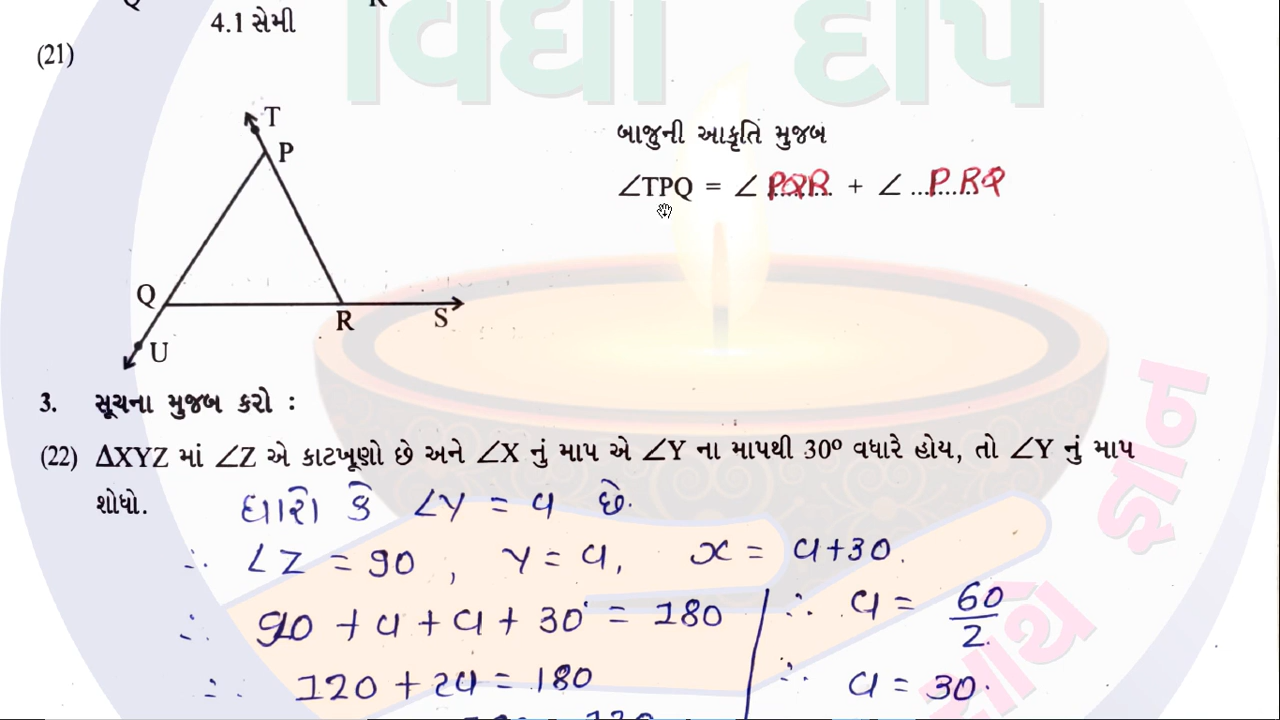 Q R
4.1 સેમી
(21)
T
P
Q
R
S
U
બાજુની આકૃતિ મુજબ
∠TPQ = ∠ PQR + ∠ ...PRQ
3. સૂચના મુજબ કરો :
(22) ΔXYZ માં ∠Z એ કાટખૂણો છે અને ∠X નું માપ એ ∠Y ના માપથી 30° વધારે હોય, તો ∠Y નું માપ
શોધો.
ધારો કે ∠Y = a છે.
∴ ∠Z = 90 , Y = a, x = a+30.
∴ 90 + a + a + 30 = 180
∴ 120 + 2a = 180
∴ a = 60/2.
∴ a = 30.
વિદ્યા દીપ
સાથે જ્ઞાન